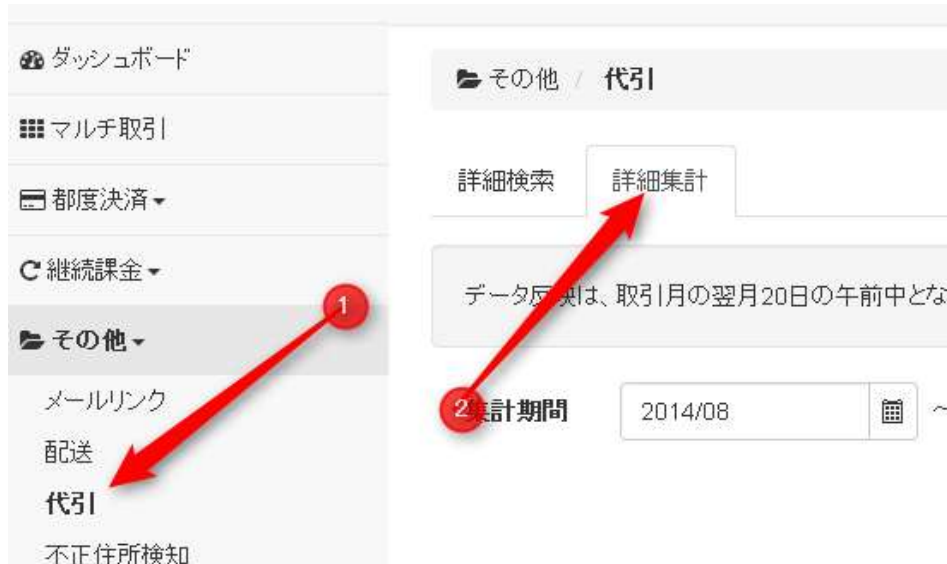 ダッシュボード
マルチ取引
都度決済
継続課金
その他
メールリンク
配送
代引
不正住所検知
その他 / 代引
詳細検索
詳細集計
データ反映は、取引月の翌月20日の午前中とな
集計期間
2014/08
～
1
2